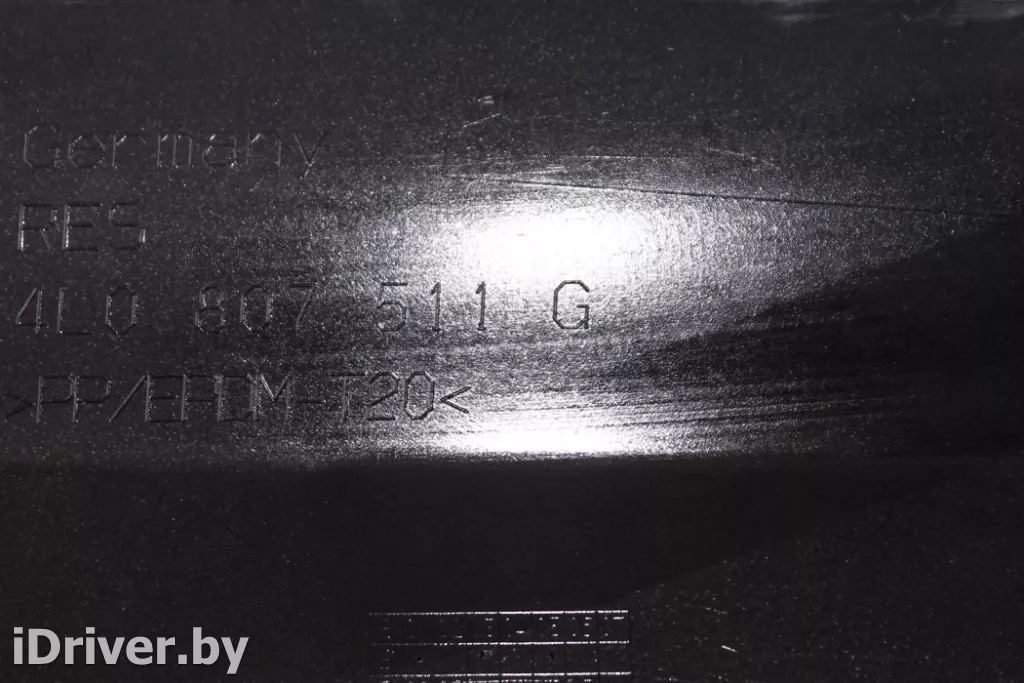 Germany
RES
4L0 807 511 G
>PP/EPDM-T20<
iDriver.by